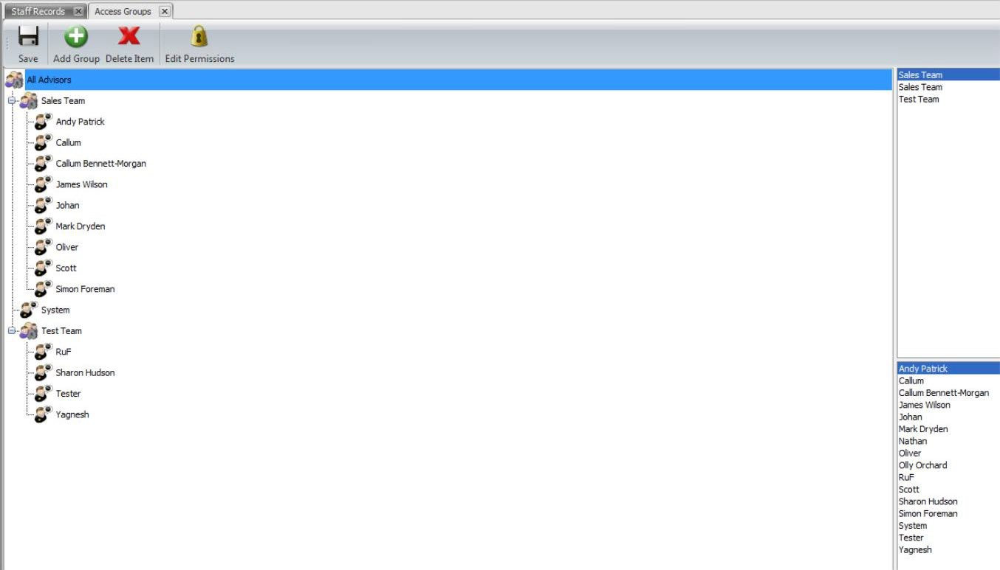 Staff Records
Access Groups
Save
Add Group
Delete Item
Edit Permissions
All Advisors
Sales Team
Andy Patrick
Callum
Callum Bennett-Morgan
James Wilson
Johan
Mark Dryden
Oliver
Scott
Simon Foreman
System
Test Team
RuF
Sharon Hudson
Tester
Yagnesh
Sales Team
Sales Team
Test Team
Andy Patrick
Callum
Callum Bennett-Morgan
James Wilson
Johan
Mark Dryden
Nathan
Oliver
Olly Orchard
RuF
Scott
Sharon Hudson
Simon Foreman
System
Tester
Yagnesh